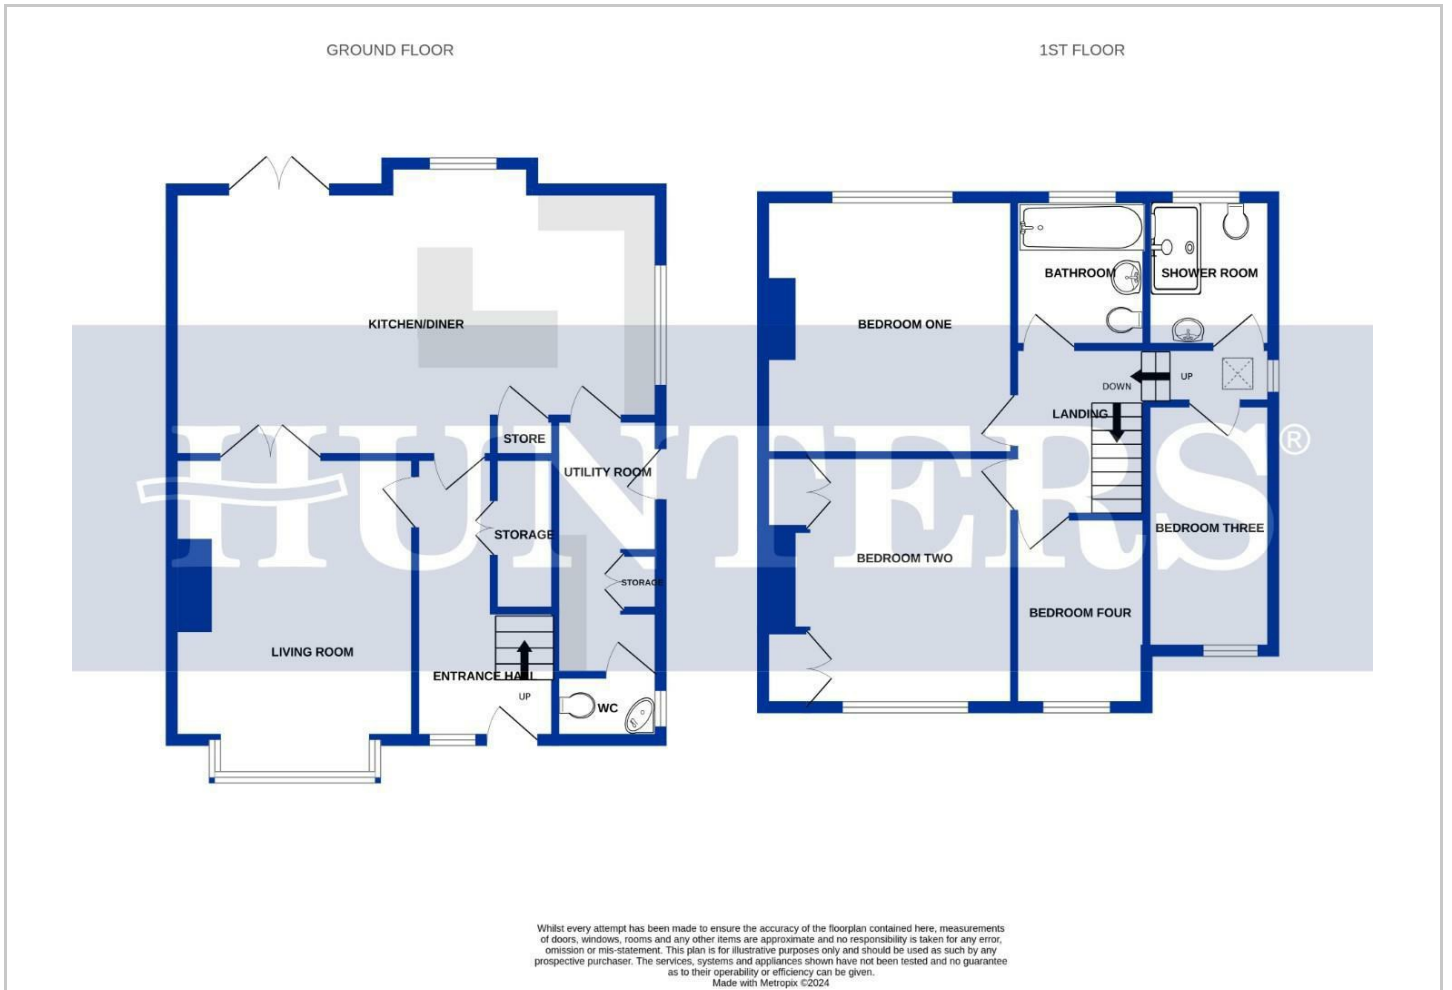 GROUND FLOOR
1ST FLOOR
KITCHEN/DINER
STORE
UTILITY ROOM
STORAGE
STORAGE
LIVING ROOM
ENTRANCE HALL
UP
WC
BEDROOM ONE
BATHROOM
SHOWER ROOM
DOWN
UP
LANDING
BEDROOM TWO
BEDROOM THREE
BEDROOM FOUR
HUNTERS®
Whilst every attempt has been made to ensure the accuracy of the floorplan contained here, measurements
of doors, windows, rooms and any other items are approximate and no responsibility is taken for any error,
omission or mis-statement. This plan is for illustrative purposes only and should be used as such by any
prospective purchaser. The services, systems and appliances shown have not been tested and no guarantee
as to their operability or efficiency can be given.
Made with Metropix ©2024